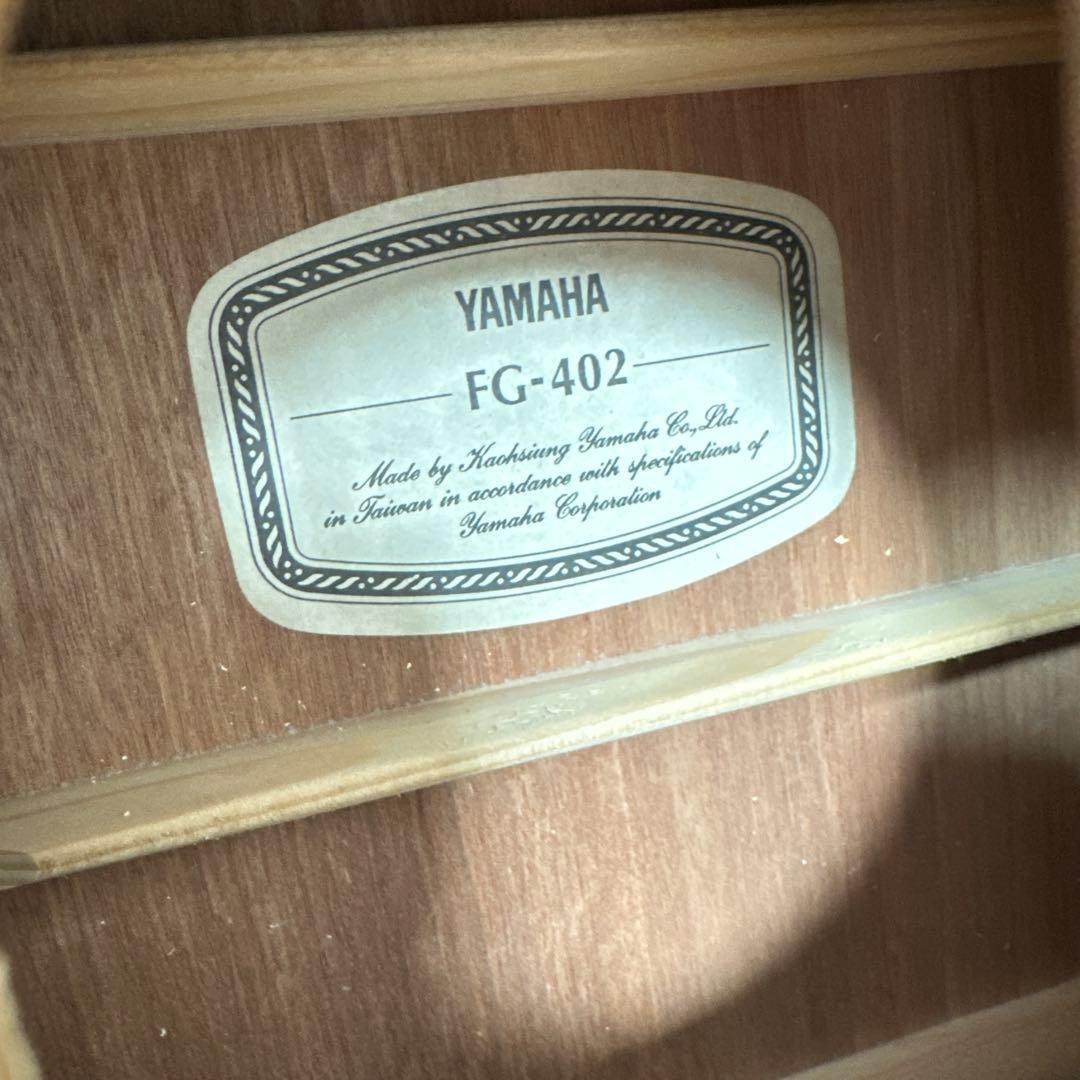 YAMAHA
FG-402
Made by Kaohsiung Yamaha Co., Ltd.
in Taiwan in accordance with specifications of
Yamaha Corporation